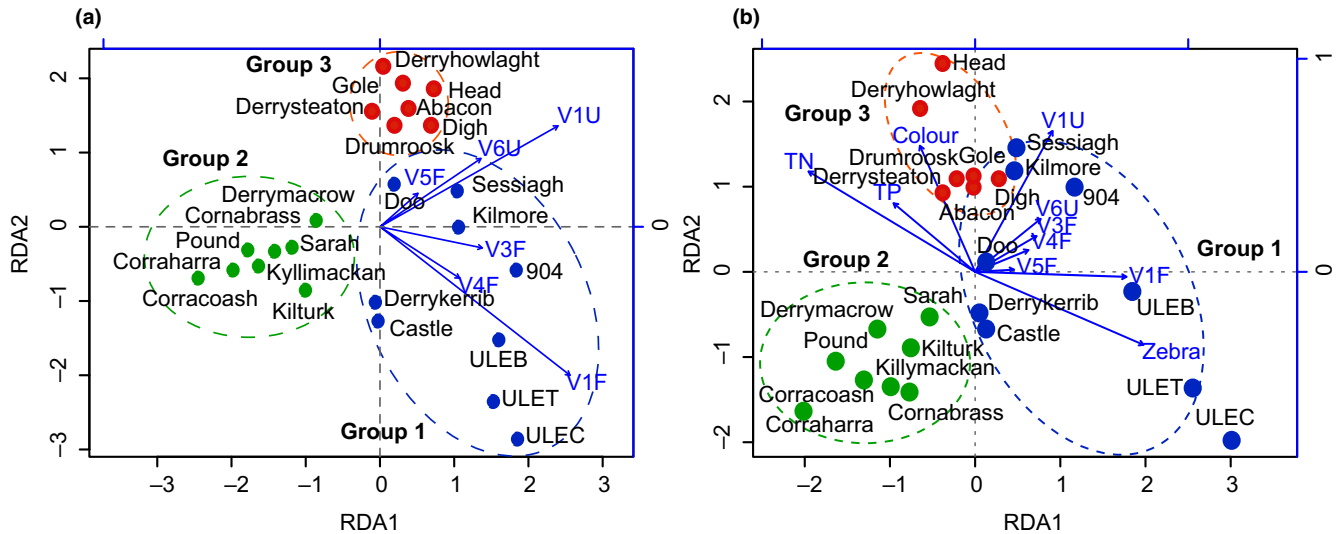 (a)
Group 3
Derryhowlaght
Gole
Head
Derrysteaton
Abacon
Digh
Drumroosk
V1U
V6U
Group 2
V5F
Sessiagh
Derrymacrow
Doo
Cornabrass
Kilmore
Pound
Sarah
V3F
Corraharra
Kyllimackan
904
V4F
Corracoash
Kilturk
Derrykerrib
Castle
ULEB
V1F
ULET
Group 1
ULEC
2
1
0
–1
–2
–3
RDA2
0
–3
–2
–1
0
1
2
3
RDA1
(b)
Head
Derryhowlaght
Group 3
V1U
Colour
Sessiagh
TN
Drumroosk
Gole
Kilmore
Derrysteaton
TP
Digh
904
Abacon
V6U
V3F
Doo
V4F
Group 1
Group 2
V5F
V1F
Sarah
Derrymacrow
Derrykerrib
ULEB
Castle
Pound
Kilturk
Zebra
Killymackan
Corracoash
ULET
Cornabrass
Corraharra
ULEC
2
1
0
–1
–2
RDA2
1
0
–2
–1
0
1
2
3
RDA1